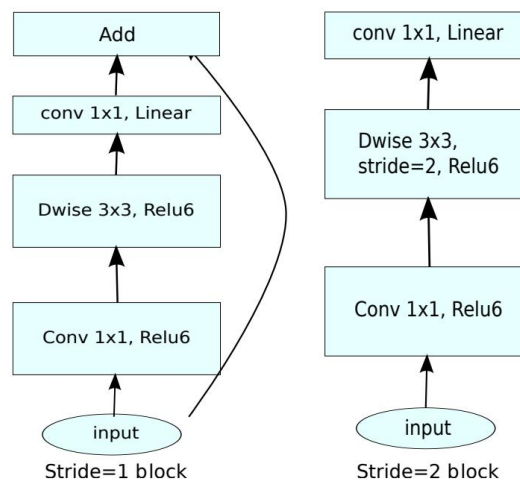 Add
conv 1x1, Linear
Dwise 3x3, Relu6
Conv 1x1, Relu6
input
Stride=1 block
conv 1x1, Linear
Dwise 3x3,
stride=2, Relu6
Conv 1x1, Relu6
input
Stride=2 block